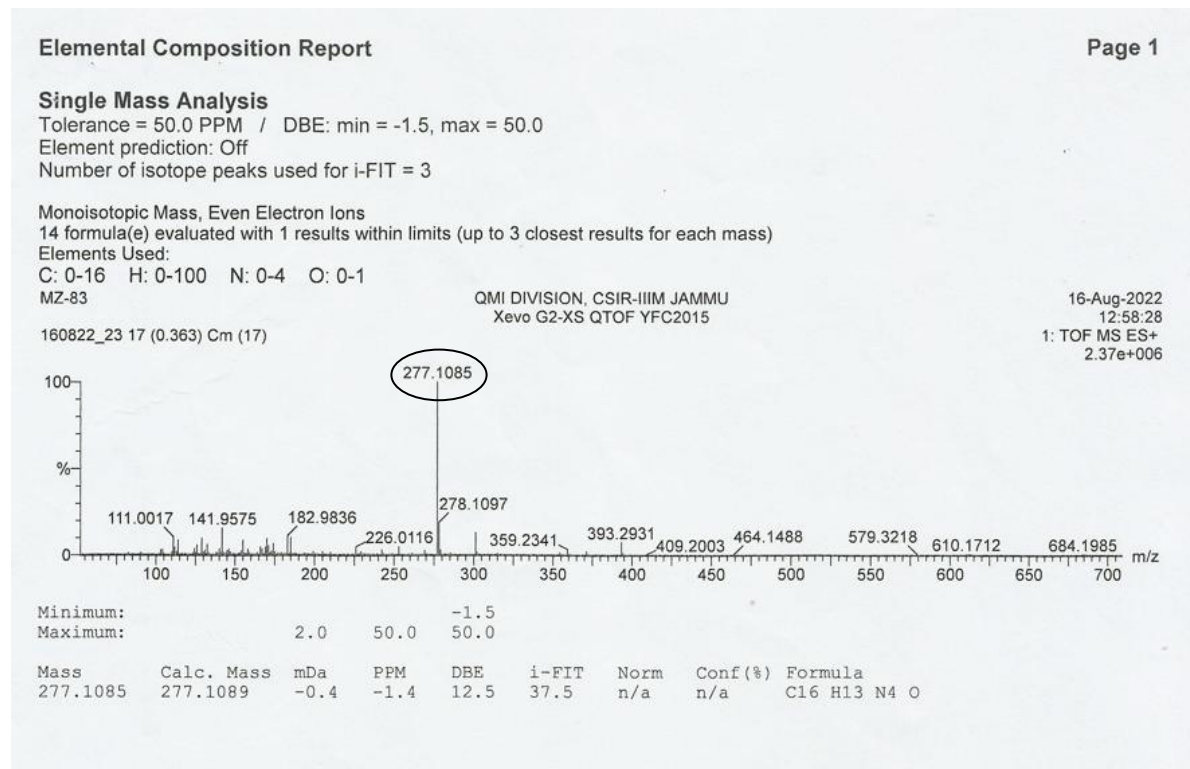 Elemental Composition Report Page 1
Single Mass Analysis
Tolerance = 50.0 PPM / DBE: min = -1.5, max = 50.0
Element prediction: Off
Number of isotope peaks used for i-FIT = 3
Monoisotopic Mass, Even Electron Ions
14 formula(e) evaluated with 1 results within limits (up to 3 closest results for each mass)
Elements Used:
C: 0-16 H: 0-100 N: 0-4 O: 0-1
MZ-83 QMI DIVISION, CSIR-IIIM JAMMU 16-Aug-2022
Xevo G2-XS QTOF YFC2015 12:58:28
160822_23 17 (0.363) Cm (17) 1: TOF MS ES+
2.37e+006
277.1085
100
%
278.1097
111.0017 141.9575 182.9836
226.0116 359.2341 393.2931 409.2003 464.1488 579.3218 610.1712 684.1985
0
m/z
100 150 200 250 300 350 400 450 500 550 600 650 700
Minimum: -1.5
Maximum: 2.0 50.0 50.0
Mass Calc. Mass mDa PPM DBE i-FIT Norm Conf(%) Formula
277.1085 277.1089 -0.4 -1.4 12.5 37.5 n/a n/a C16 H13 N4 O